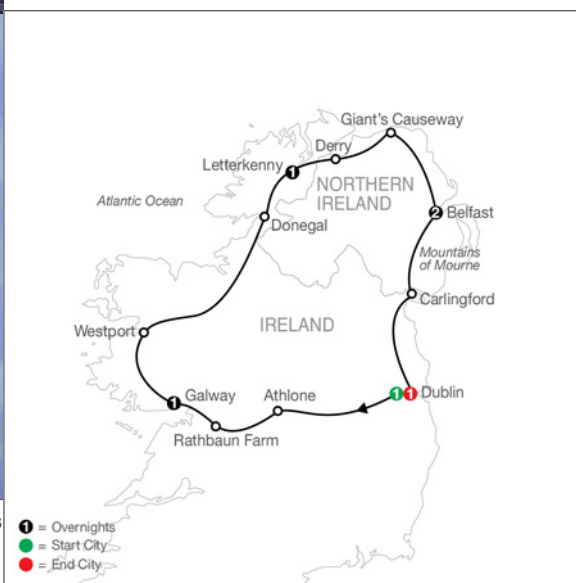 Giant's Causeway
Derry
Letterkenny
1
NORTHERN
IRELAND
Atlantic Ocean
2
Belfast
Donegal
Mountains
of Mourne
Carlingford
IRELAND
Westport
1
Galway
Athlone
1
1
Dublin
Rathbaun Farm
1 = Overnights
= Start City
= End City